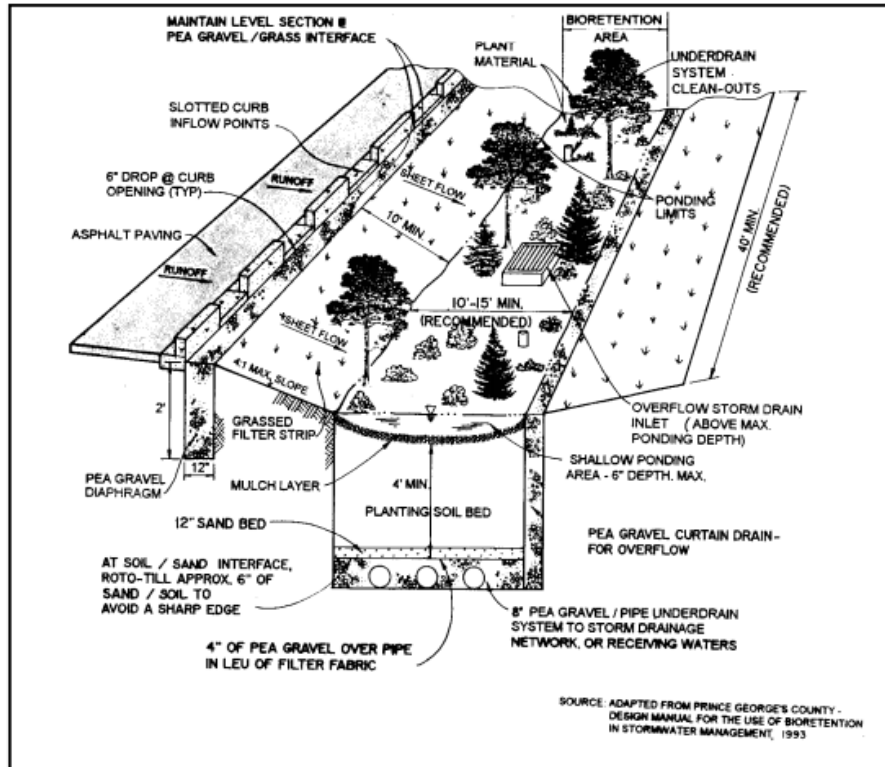 MAINTAIN LEVEL SECTION @
PEA GRAVEL / GRASS INTERFACE
BIORETENTION
AREA
PLANT
MATERIAL
UNDERDRAIN
SYSTEM
CLEAN-OUTS
SLOTTED CURB
INFLOW POINTS
6" DROP @ CURB
OPENING (TYP)
RUNOFF
SHEET FLOW
PONDING
LIMITS
ASPHALT PAVING
10' MIN.
40' MIN.
(RECOMMENDED)
RUNOFF
10'-15' MIN.
(RECOMMENDED)
SHEET FLOW
4:1 MAX. SLOPE
2'
GRASSED
FILTER STRIP
OVERFLOW STORM DRAIN
INLET (ABOVE MAX.
PONDING DEPTH)
SHALLOW PONDING
AREA - 6" DEPTH. MAX.
12"
PEA GRAVEL
DIAPHRAGM
MULCH LAYER
4' MIN.
PLANTING SOIL BED
12" SAND BED
PEA GRAVEL CURTAIN DRAIN-
FOR OVERFLOW
AT SOIL / SAND INTERFACE,
ROTO-TILL APPROX. 6" OF
SAND / SOIL TO
AVOID A SHARP EDGE
8" PEA GRAVEL / PIPE UNDERDRAIN
SYSTEM TO STORM DRAINAGE
NETWORK, OR RECEIVING WATERS
4" OF PEA GRAVEL OVER PIPE
IN LEU OF FILTER FABRIC
SOURCE: ADAPTED FROM PRINCE GEORGE'S COUNTY -
DESIGN MANUAL FOR THE USE OF BIORETENTION
IN STORMWATER MANAGEMENT, 1993